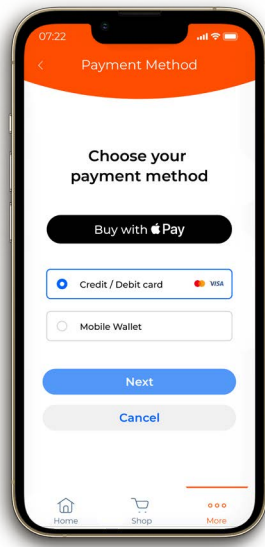 07:22
Payment Method
Choose your
payment method
Buy with Pay
Credit / Debit card VISA
Mobile Wallet
Next
Cancel
Home Shop More